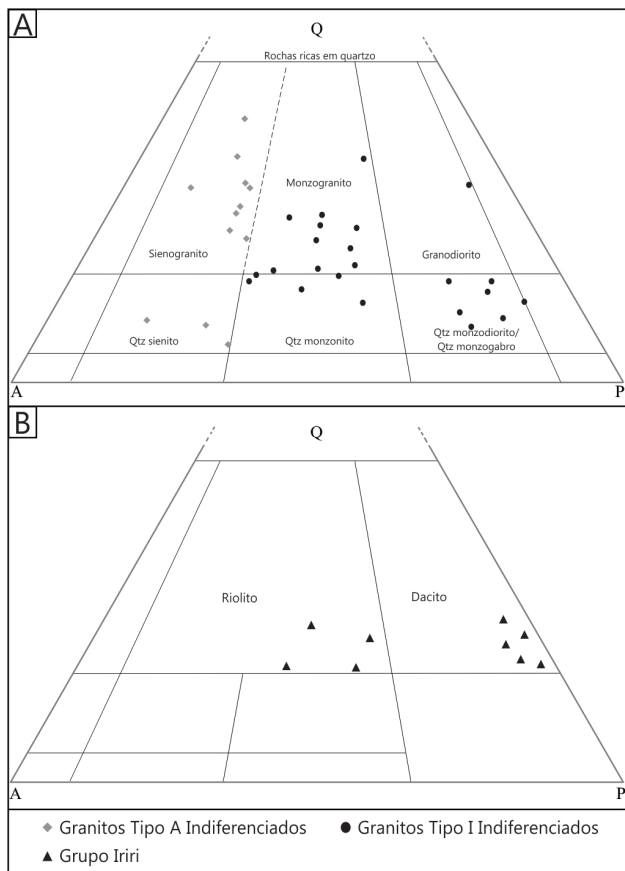 A
Q
Rochas ricas em quartzo
Monzogranito
Sienogranito
Granodiorito
Qtz sienito
Qtz monzonito
Qtz monzodiorito/
Qtz monzogabro
A
P
B
Q
Riolito
Dacito
A
P
Granitos Tipo A Indiferenciados
Granitos Tipo I Indiferenciados
Grupo Iriri